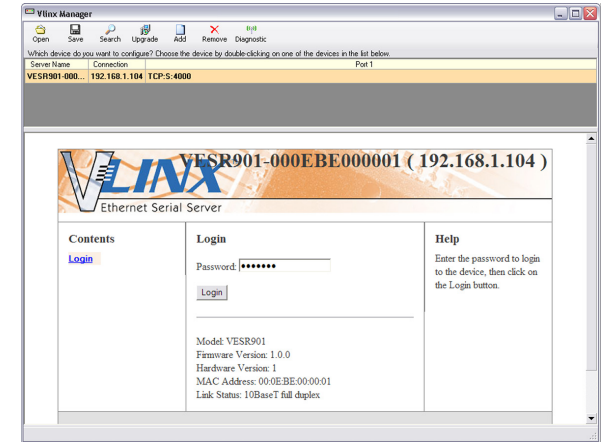 Vlinx Manager
Open Save Search Upgrade Add Remove Diagnostic
Which device do you want to configure? Choose the device by double-clicking on one of the devices in the list below.
Server Name Connection Port 1
VESR901-000... 192.168.1.104 TCP:S:4000
VESR901-000EBE000001 ( 192.168.1.104 )
VLINX
Ethernet Serial Server
Contents
Login
Login
Password: •••••••
Login
Model: VESR901
Firmware Version: 1.0.0
Hardware Version: 1
MAC Address: 00:0E:BE:00:00:01
Link Status: 10BaseT full duplex
Help
Enter the password to login
to the device, then click on
the Login button.